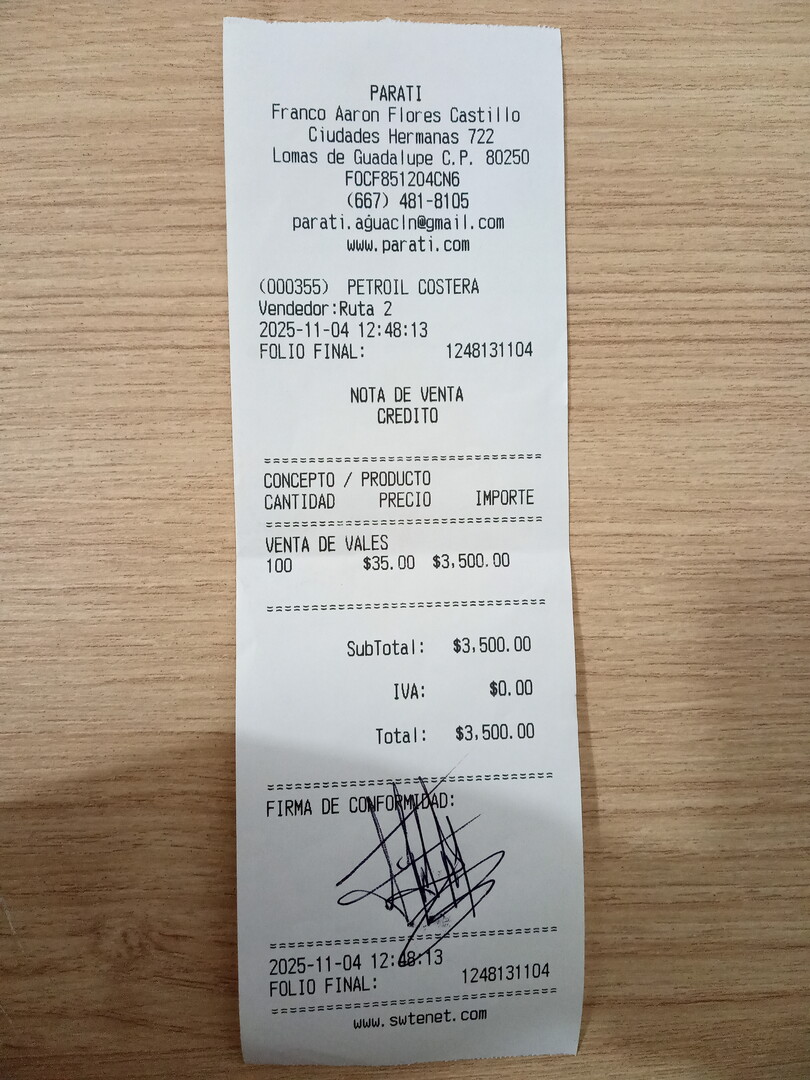 PARATI
Franco Aaron Flores Castillo
Ciudades Hermanas 722
Lomas de Guadalupe C.P. 80250
FOCF851204CN6
(667) 481-8105
parati.aguacln@gmail.com
www.parati.com
(000355) PETROIL COSTERA
Vendedor:Ruta 2
2025-11-04 12:48:13
FOLIO FINAL: 1248131104
NOTA DE VENTA
CREDITO
CONCEPTO / PRODUCTO
CANTIDAD PRECIO IMPORTE
VENTA DE VALES
100 $35.00 $3,500.00
SubTotal: $3,500.00
IVA: $0.00
Total: $3,500.00
FIRMA DE CONFORMIDAD:
2025-11-04 12:48:13
FOLIO FINAL: 1248131104
www.swtenet.com